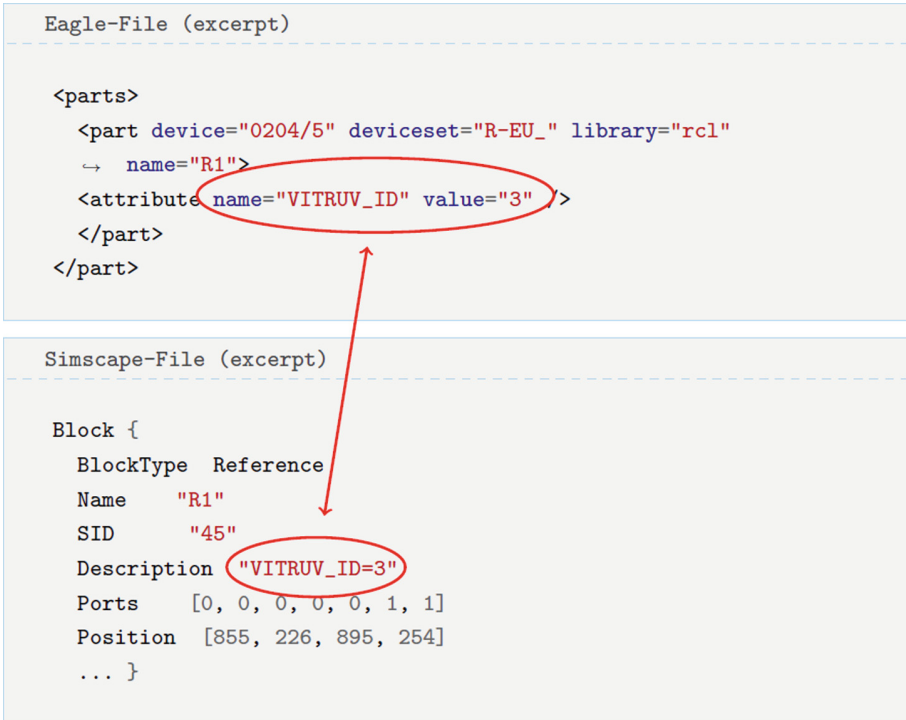 Eagle-File (excerpt)
<parts>
<part device="0204/5" deviceset="R-EU_" library="rcl"
↪ name="R1">
<attribute name="VITRUV_ID" value="3" />
</part>
</part>
Simscape-File (excerpt)
Block {
BlockType Reference
Name "R1"
SID "45"
Description "VITRUV_ID=3"
Ports [0, 0, 0, 0, 0, 1, 1]
Position [855, 226, 895, 254]
... }